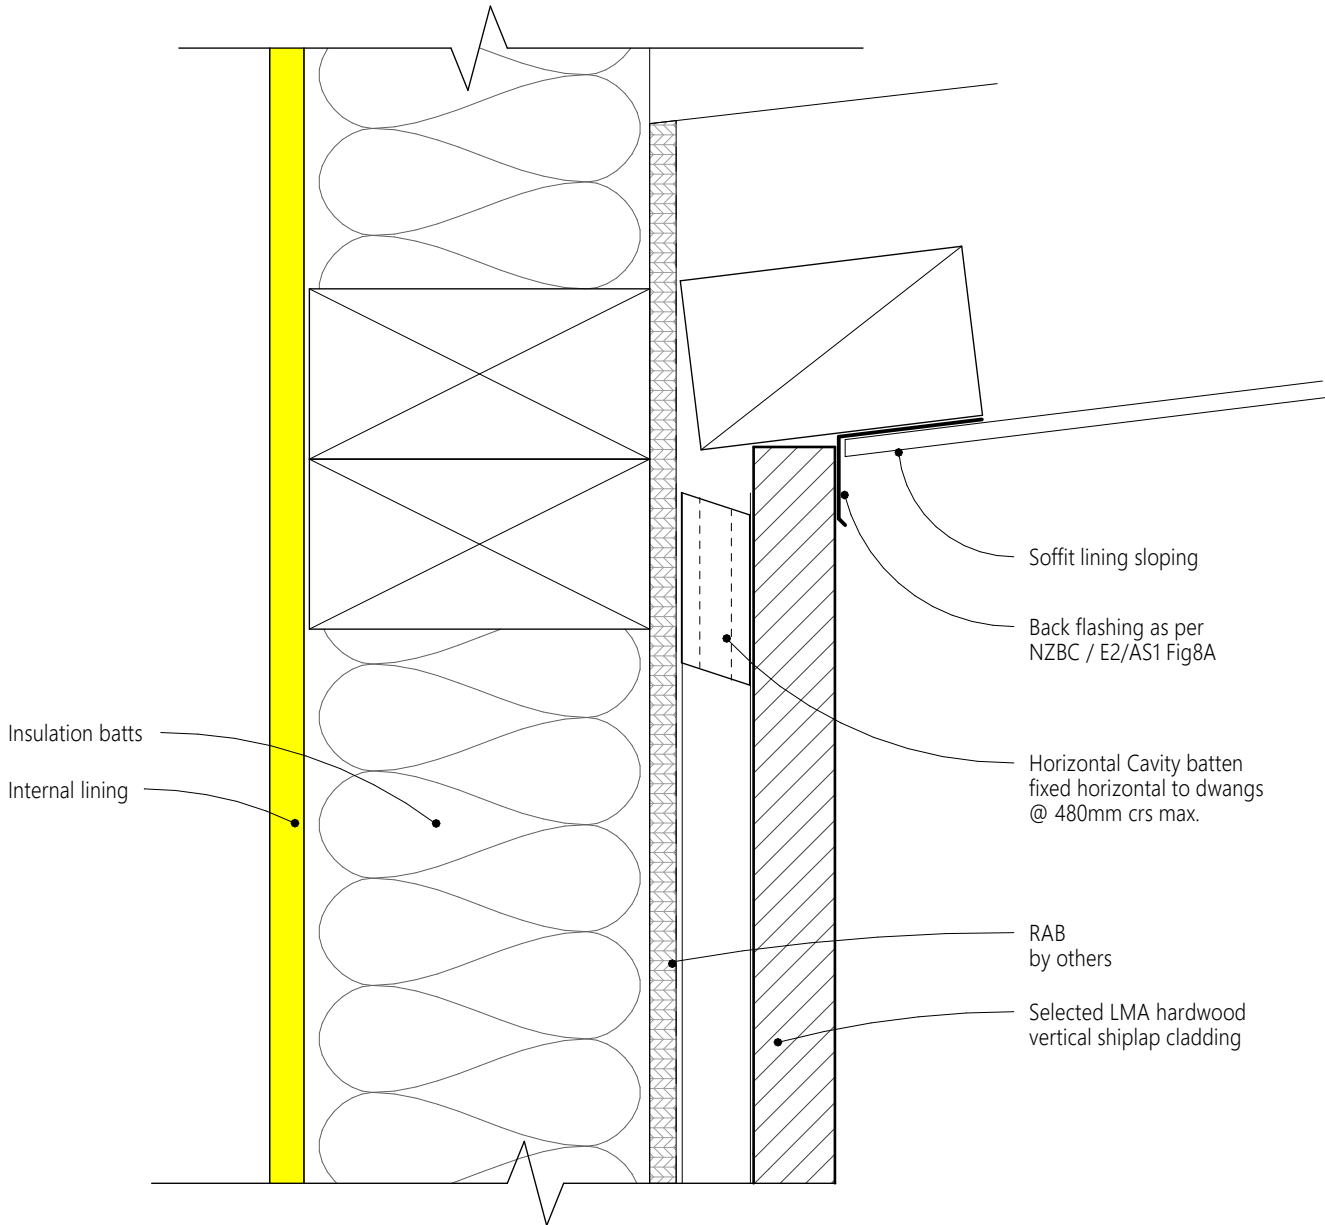 Soffit lining sloping
Back flashing as per
NZBC / E2/AS1 Fig8A
Insulation batts
Internal lining
Horizontal Cavity batten
fixed horizontal to dwangs
@ 480mm crs max.
RAB
by others
Selected LMA hardwood
vertical shiplap cladding